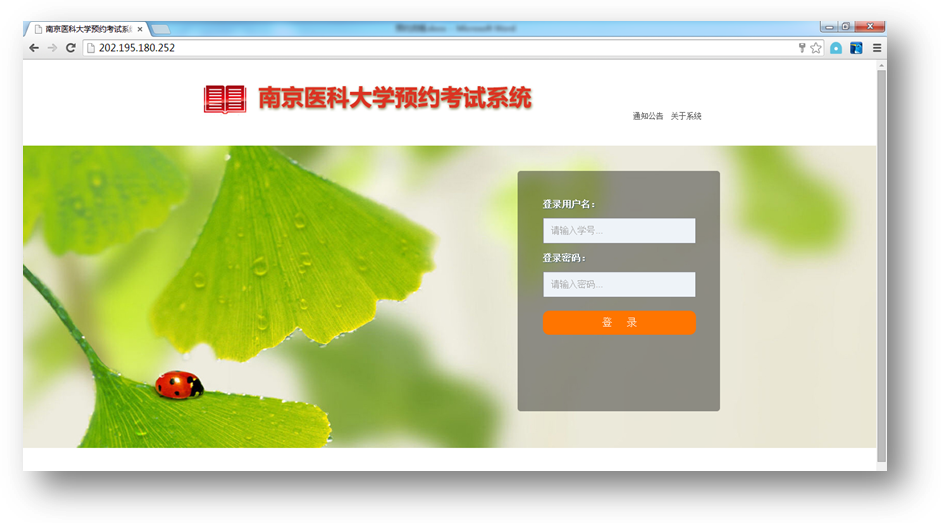 南京医科大学预约考试系
202.195.180.252
南京医科大学预约考试系统
通知公告 关于系统
登录用户名：
请输入学号...
登录密码：
请输入密码...
登 录